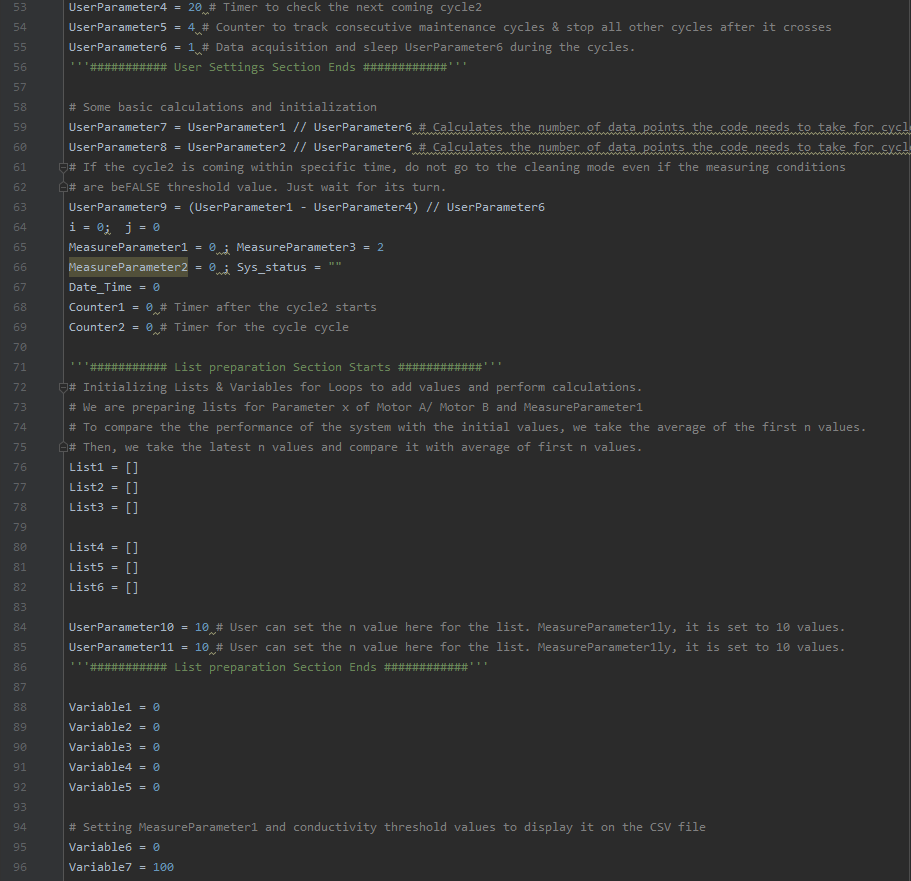 53 UserParameter4 = 20 # Timer to check the next coming cycle2
54 UserParameter5 = 4 # Counter to track consecutive maintenance cycles & stop all other cycles after it crosses
55 UserParameter6 = 1 # Data acquisition and sleep UserParameter6 during the cycles.
56 '''########### User Settings Section Ends ############'''
57
58 # Some basic calculations and initialization
59 UserParameter7 = UserParameter1 // UserParameter6 # Calculates the number of data points the code needs to take for cycl
60 UserParameter8 = UserParameter2 // UserParameter6 # Calculates the number of data points the code needs to take for cycl
61 # If the cycle2 is coming within specific time, do not go to the cleaning mode even if the measuring conditions
62 # are beFALSE threshold value. Just wait for its turn.
63 UserParameter9 = (UserParameter1 - UserParameter4) // UserParameter6
64 i = 0; j = 0
65 MeasureParameter1 = 0 ; MeasureParameter3 = 2
66 MeasureParameter2 = 0 ; Sys_status = ""
67 Date_Time = 0
68 Counter1 = 0 # Timer after the cycle2 starts
69 Counter2 = 0 # Timer for the cycle cycle
70
71 '''########### List preparation Section Starts ############'''
72 # Initializing Lists & Variables for Loops to add values and perform calculations.
73 # We are preparing lists for Parameter x of Motor A/ Motor B and MeasureParameter1
74 # To compare the the performance of the system with the initial values, we take the average of the first n values.
75 # Then, we take the latest n values and compare it with average of first n values.
76 List1 = []
77 List2 = []
78 List3 = []
79
80 List4 = []
81 List5 = []
82 List6 = []
83
84 UserParameter10 = 10 # User can set the n value here for the list. MeasureParameter1ly, it is set to 10 values.
85 UserParameter11 = 10 # User can set the n value here for the list. MeasureParameter1ly, it is set to 10 values.
86 '''########### List preparation Section Ends ############'''
87
88 Variable1 = 0
89 Variable2 = 0
90 Variable3 = 0
91 Variable4 = 0
92 Variable5 = 0
93
94 # Setting MeasureParameter1 and conductivity threshold values to display it on the CSV file
95 Variable6 = 0
96 Variable7 = 100